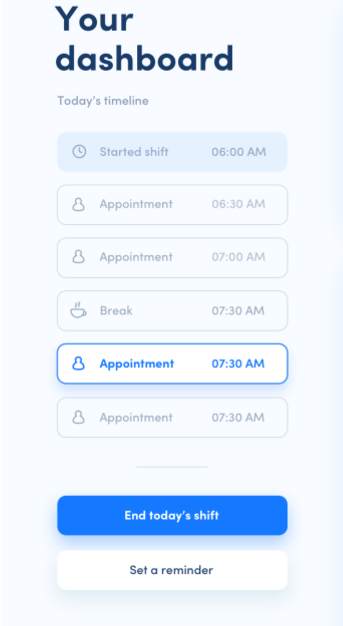 Your
dashboard
Today's timeline
Started shift 06:00 AM
Appointment 06:30 AM
Appointment 07:00 AM
Break 07:30 AM
Appointment 07:30 AM
Appointment 07:30 AM
End today's shift
Set a reminder